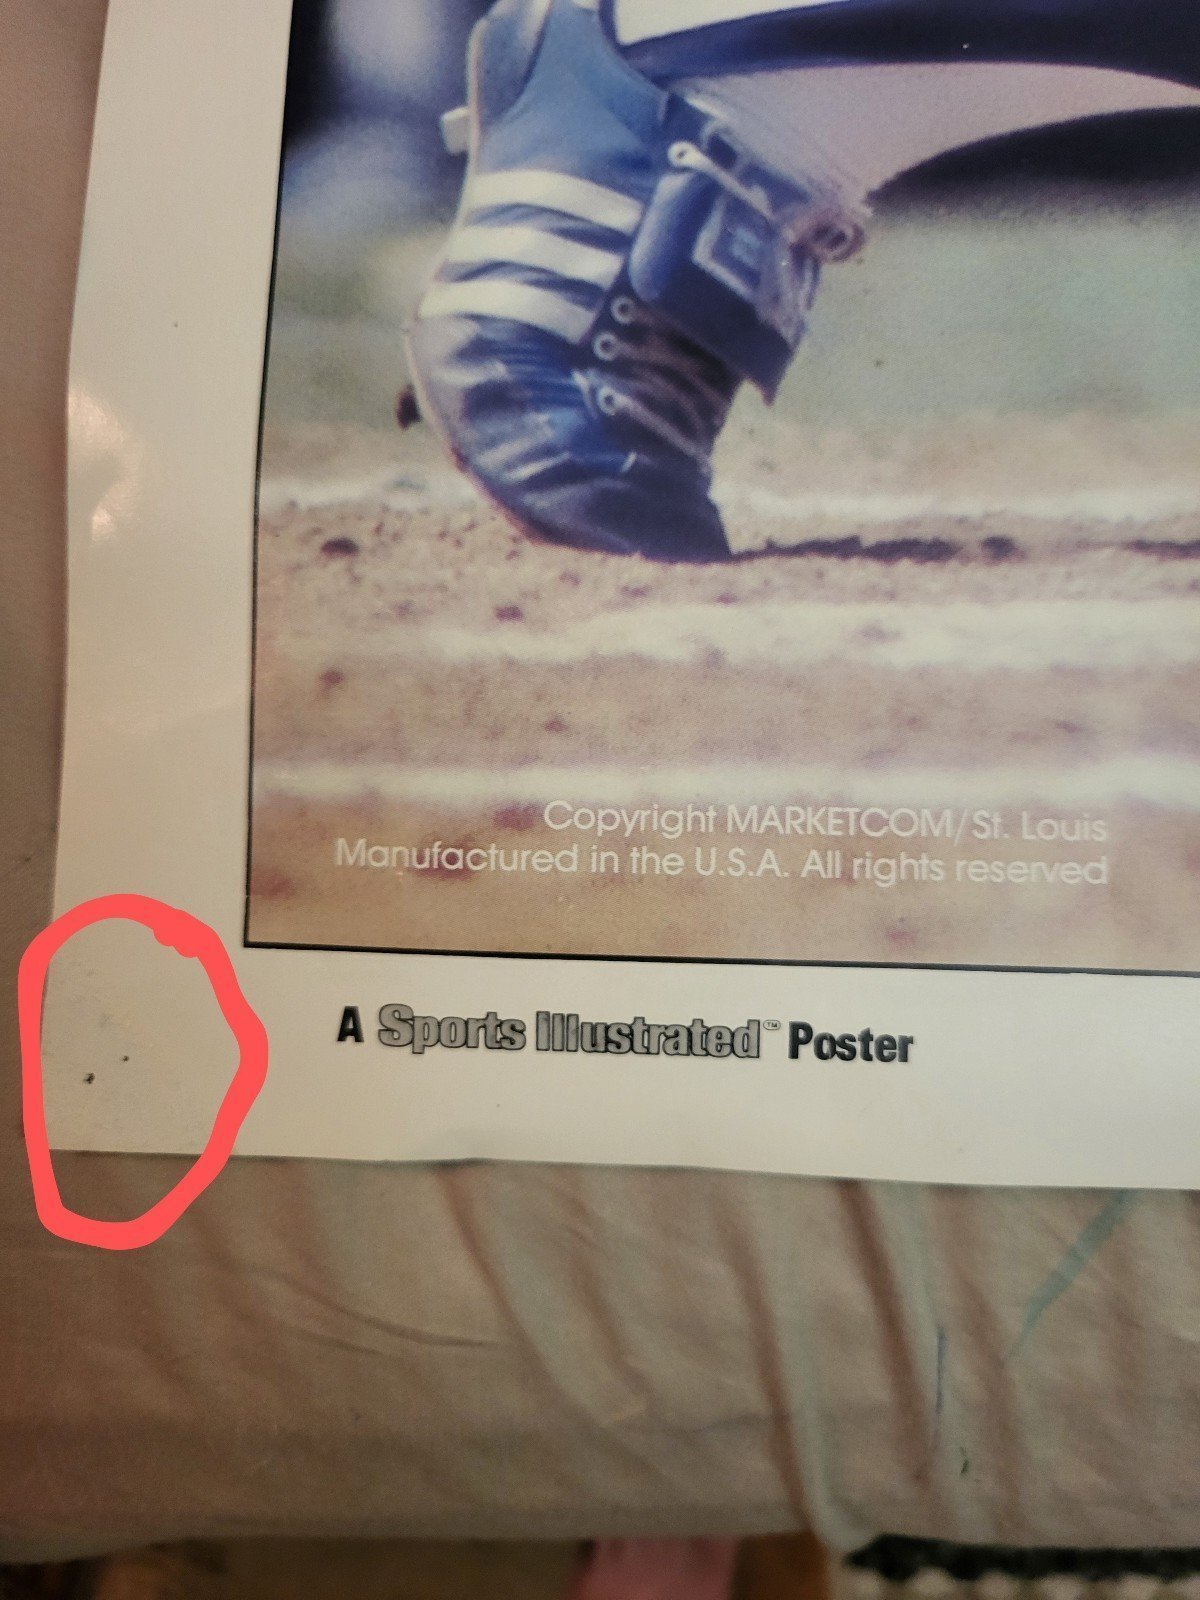 Copyright MARKETCOM/St. Louis
Manufactured in the U.S.A. All rights reserved
A Sports Illustrated™ Poster